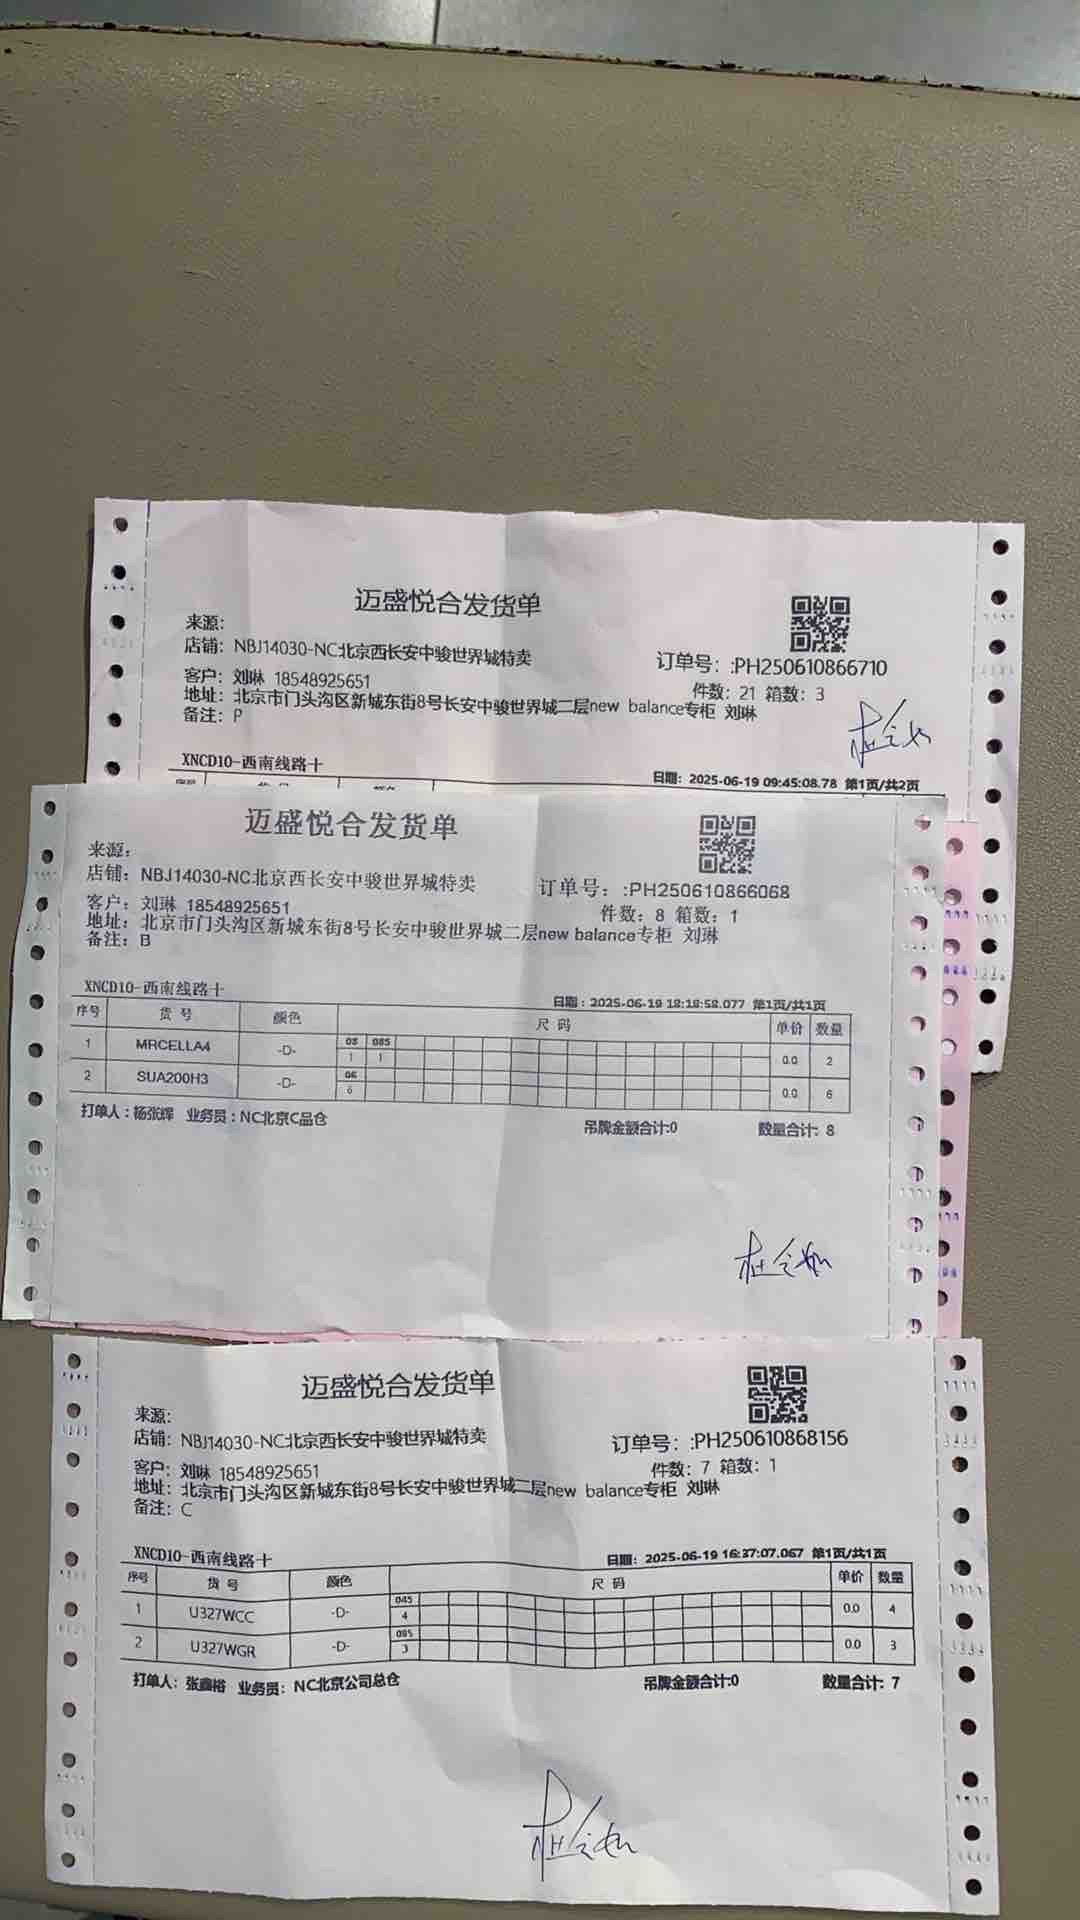 迈盛悦合发货单
来源:
店铺: NBJ14030-NC北京西长安中骏世界城特卖
订单号: :PH250610866710
客户: 刘琳 18548925651
件数: 21 箱数: 3
地址: 北京市门头沟区新城东街8号长安中骏世界城二层new balance专柜 刘琳
备注: P
XNCD10-西南线路十
日期: 2025-06-19 09:45:08.78 第1页/共2页
迈盛悦合发货单
来源:
店铺: NBJ14030-NC北京西长安中骏世界城特卖
订单号: :PH250610866068
客户: 刘琳 18548925651
件数: 8 箱数: 1
地址: 北京市门头沟区新城东街8号长安中骏世界城二层new balance专柜 刘琳
备注: B
XNCD10-西南线路十
日期: 2025-06-19 18:18:58.077 第1页/共1页
序号 货号 颜色 尺码 单价 数量
08 085
1 MRCELLA4 -D- 1 1 0.0 2
06
2 SUA200H3 -D- 6 0.0 6
打单人: 杨张辉 业务员: NC北京C品仓 吊牌金额合计:0 数量合计: 8
迈盛悦合发货单
来源:
店铺: NBJ14030-NC北京西长安中骏世界城特卖
订单号: :PH250610868156
客户: 刘琳 18548925651
件数: 7 箱数: 1
地址: 北京市门头沟区新城东街8号长安中骏世界城二层new balance专柜 刘琳
备注: C
XNCD10-西南线路十
日期: 2025-06-19 16:37:07.067 第1页/共1页
序号 货号 颜色 尺码 单价 数量
045
1 U327WCC -D- 4 0.0 4
085
2 U327WGR -D- 3 0.0 3
打单人: 张鑫裕 业务员: NC北京公司总仓 吊牌金额合计:0 数量合计: 7